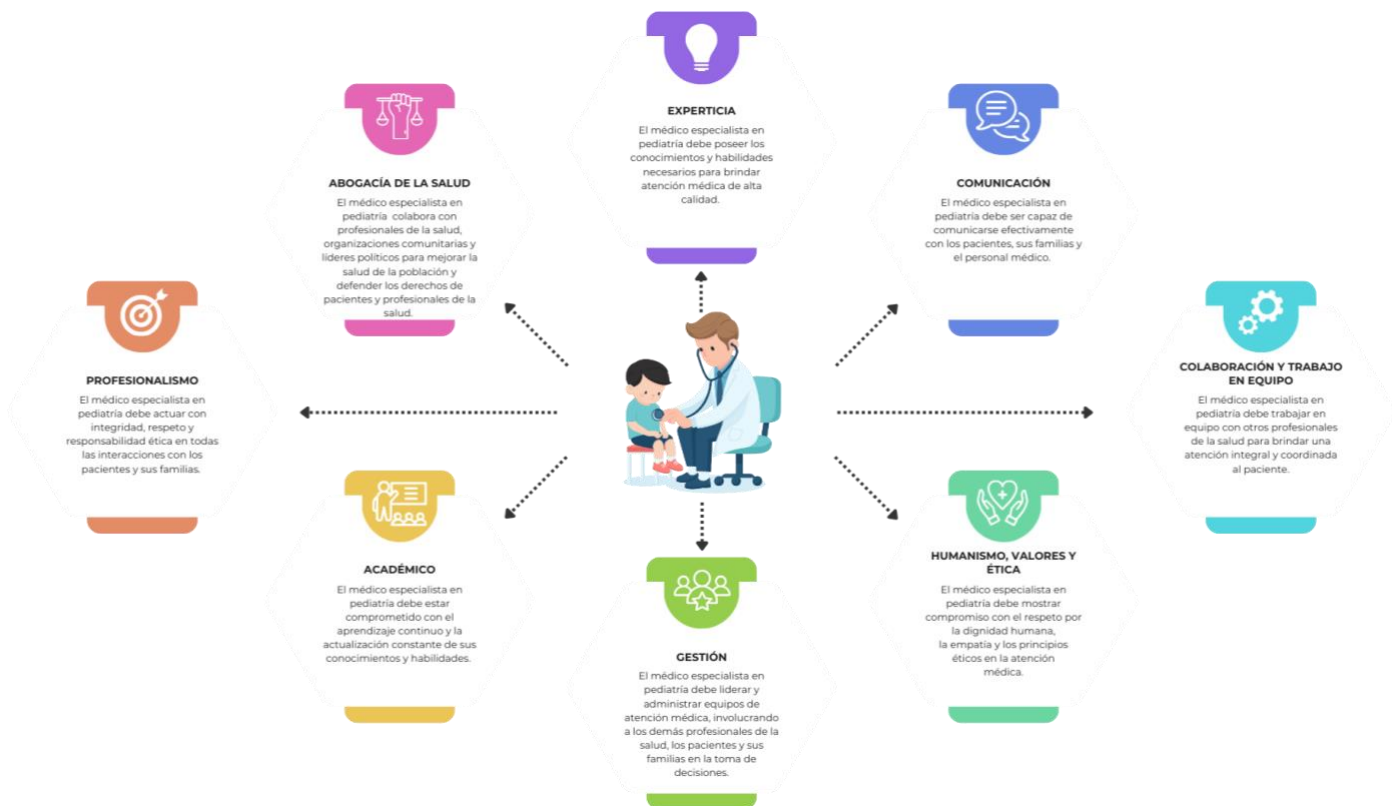 EXPERTICIA
El médico especialista en
pediatría debe poseer los
conocimientos y habilidades
necesarios para brindar
atención médica de alta
calidad.
ABOGACÍA DE LA SALUD
El médico especialista en
pediatría colabora con
profesionales de la salud,
organizaciones comunitarias y
líderes políticos para mejorar la
salud de la población y
defender los derechos de
pacientes y profesionales de la
salud.
COMUNICACIÓN
El médico especialista en
pediatría debe ser capaz de
comunicarse efectivamente
con los pacientes, sus familias y
el personal médico.
PROFESIONALISMO
El médico especialista en
pediatría debe actuar con
integridad, respeto y
responsabilidad ética en todas
las interacciones con los
pacientes y sus familias.
COLABORACIÓN Y TRABAJO
EN EQUIPO
El médico especialista en
pediatría debe trabajar en
equipo con otros profesionales
de la salud para brindar una
atención integral y coordinada
al paciente.
ACADÉMICO
El médico especialista en
pediatría debe estar
comprometido con el
aprendizaje continuo y la
actualización constante de sus
conocimientos y habilidades.
HUMANISMO, VALORES Y
ÉTICA
El médico especialista en
pediatría debe mostrar
compromiso con el respeto por
la dignidad humana,
la empatía y los principios
éticos en la atención
médica.
GESTIÓN
El médico especialista en
pediatría debe liderar y
administrar equipos de
atención médica, involucrando
a los demás profesionales de la
salud, los pacientes y sus
familias en la toma de
decisiones.